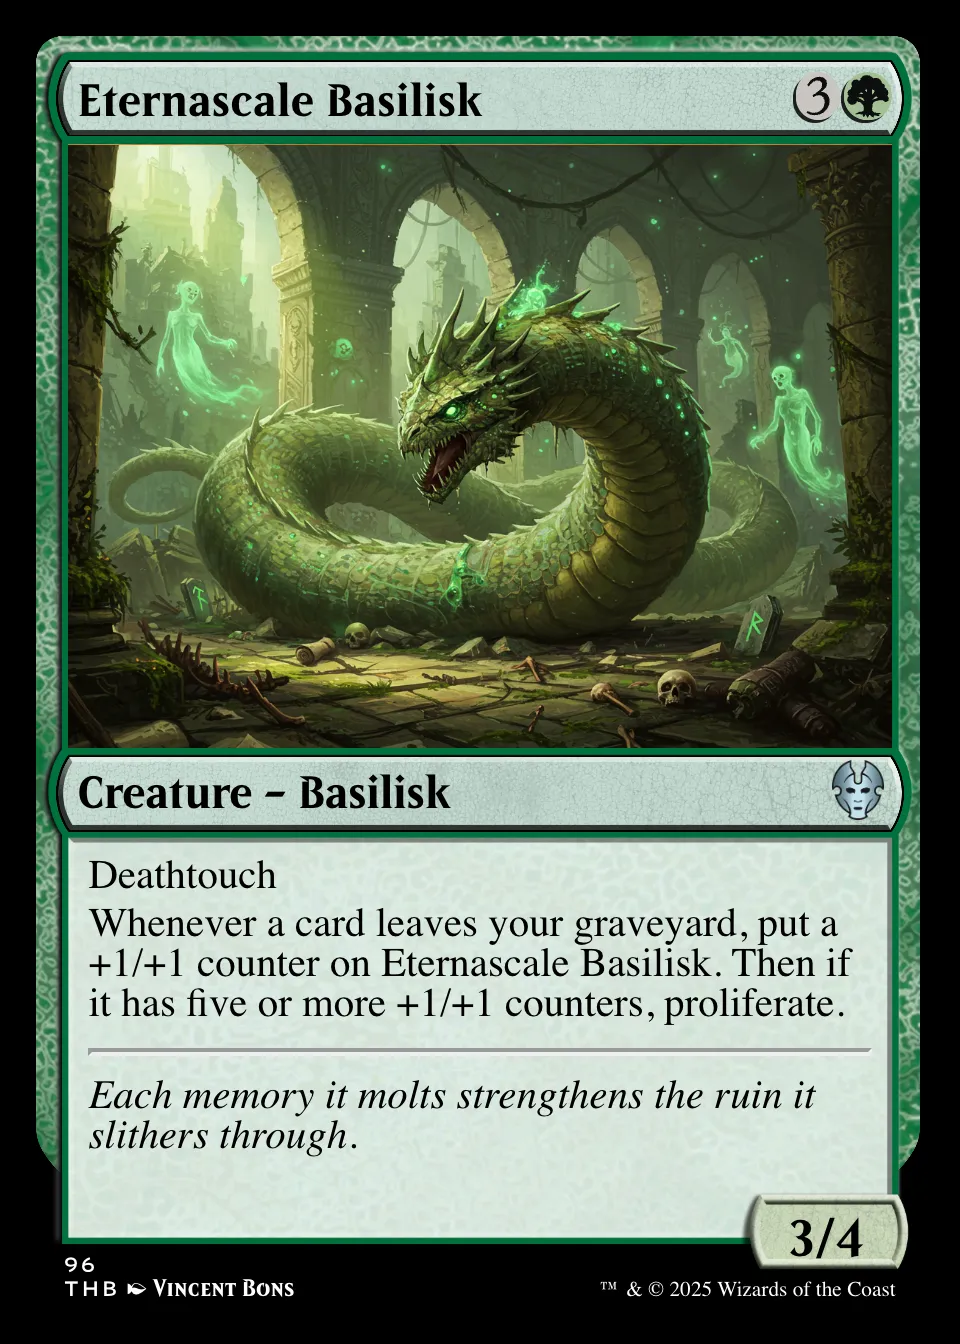 Eternascale Basilisk 3
Creature – Basilisk
Deathtouch
Whenever a card leaves your graveyard, put a
+1/+1 counter on Eternascale Basilisk. Then if
it has five or more +1/+1 counters, proliferate.
Each memory it molts strengthens the ruin it
slithers through.
3/4
96
THB VINCENT BONS
™ & © 2025 Wizards of the Coast